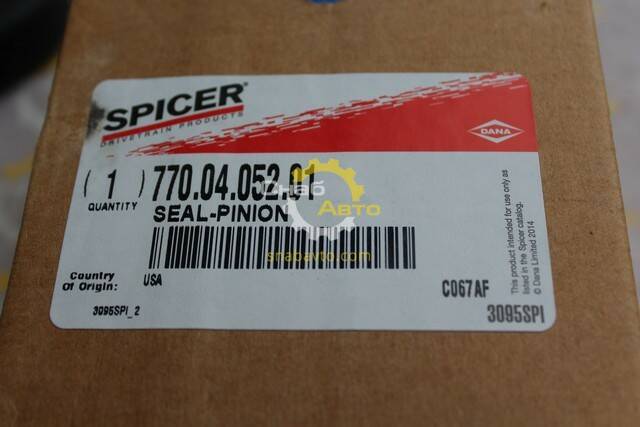 SPICER®
DRIVETRAIN PRODUCTS
DANA
( 1 ) 770.04.052.01
QUANTITY
SEAL-PINION
Снаб
Авто
snabavto.com
Country
Of Origin:
USA
C067AF
3095SPI_2
3095SPI
This product intended for use only as
listed in the Spicer catalog.
© Dana Limited 2014